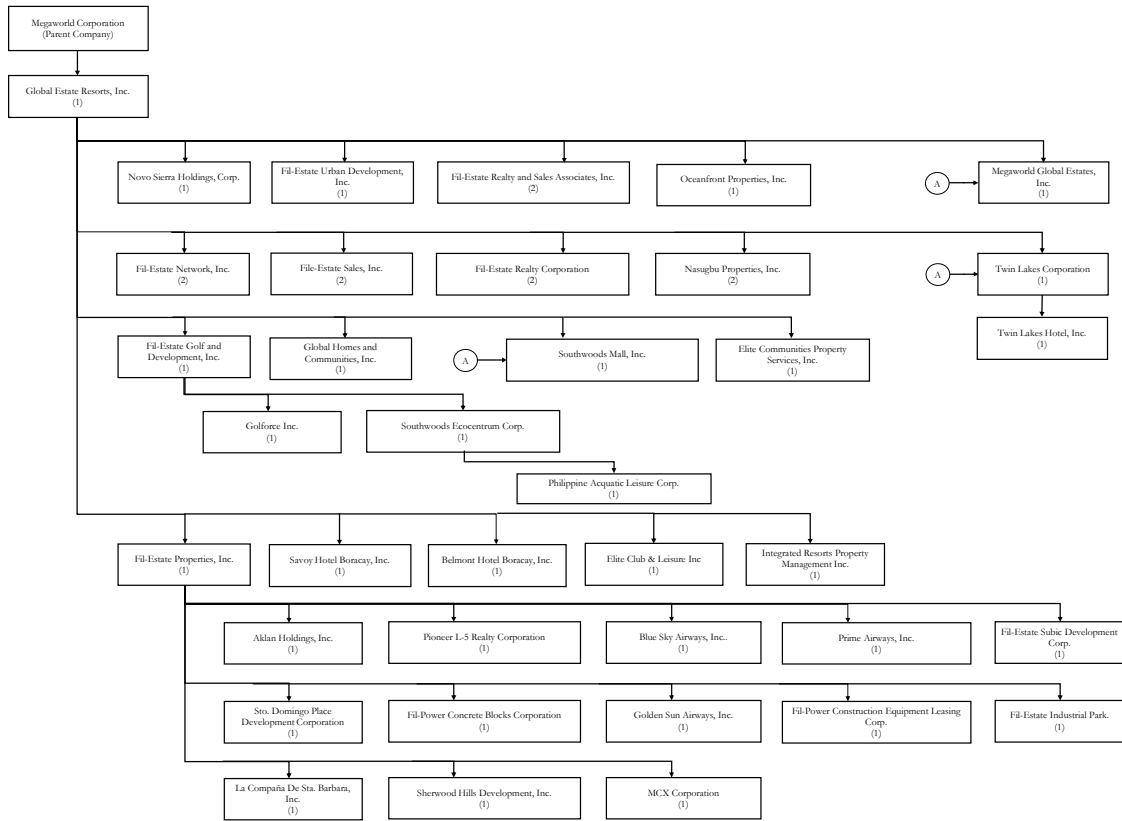 Megaworld Corporation
(Parent Company)
Global Estate Resorts, Inc.
(1)
Novo Sierra Holdings, Corp.
(1)
Fil-Estate Urban Development,
Inc.
(1)
Fil-Estate Realty and Sales Associates, Inc.
(2)
Oceanfront Properties, Inc.
(1)
A
Megaworld Global Estates,
Inc.
(1)
Fil-Estate Network, Inc.
(2)
File-Estate Sales, Inc.
(2)
Fil-Estate Realty Corporation
(2)
Nasugbu Properties, Inc.
(2)
A
Twin Lakes Corporation
(1)
Twin Lakes Hotel, Inc.
(1)
Fil-Estate Golf and
Development, Inc.
(1)
Global Homes and
Communities, Inc.
(1)
A
Southwoods Mall, Inc.
(1)
Elite Communities Property
Services, Inc.
(1)
Golforce Inc.
(1)
Southwoods Ecocentrum Corp.
(1)
Philippine Acquatic Leisure Corp.
(1)
Fil-Estate Properties, Inc.
(1)
Savoy Hotel Boracay, Inc.
(1)
Belmont Hotel Boracay, Inc.
(1)
Elite Club & Leisure Inc
(1)
Integrated Resorts Property
Management Inc.
(1)
Aklan Holdings, Inc.
(1)
Pioneer L-5 Realty Corporation
(1)
Blue Sky Airways, Inc..
(1)
Prime Airways, Inc.
(1)
Fil-Estate Subic Development
Corp.
(1)
Sto. Domingo Place
Development Corporation
(1)
Fil-Power Concrete Blocks Corporation
(1)
Golden Sun Airways, Inc.
(1)
Fil-Power Construction Equipment Leasing
Corp.
(1)
Fil-Estate Industrial Park.
(1)
La Compaña De Sta. Barbara,
Inc.
(1)
Sherwood Hills Development, Inc.
(1)
MCX Corporation
(1)